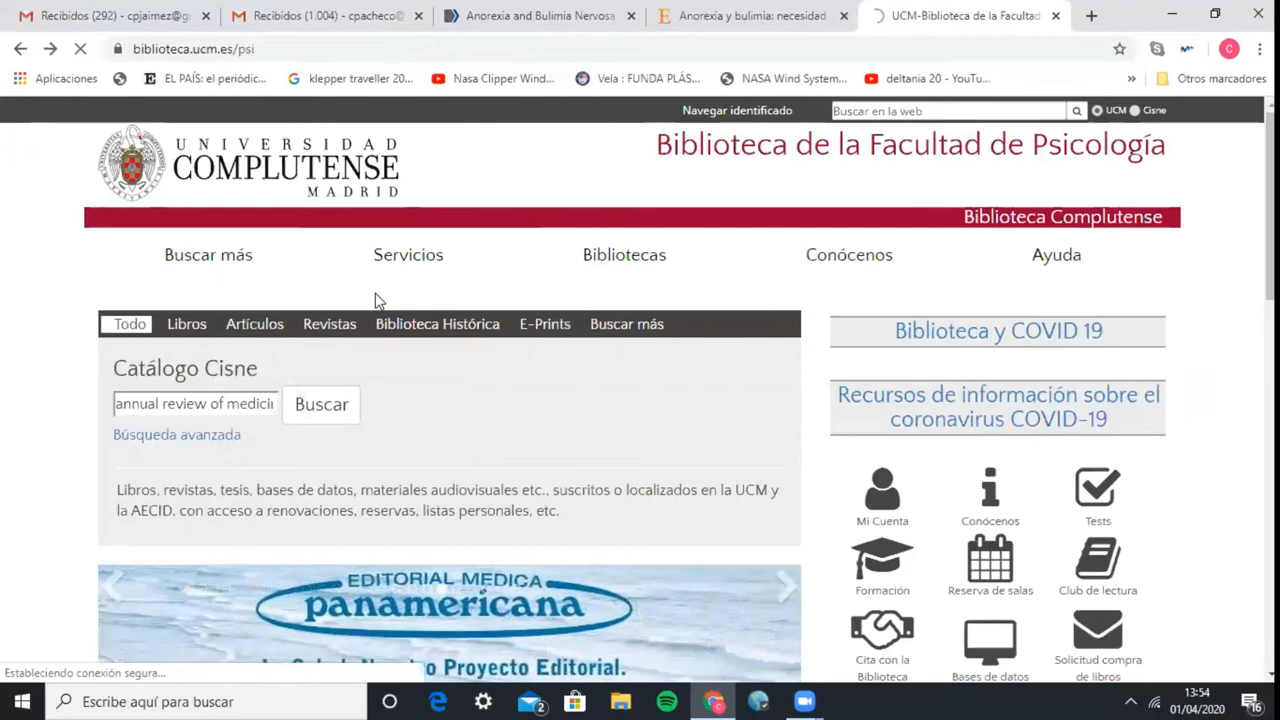 Recibidos (292) - cpjaimez@g
Recibidos (1.004) - cpacheco@
Anorexia and Bulimia Nervosa
Anorexia y bulimia: necesidad
UCM-Biblioteca de la Facultad
biblioteca.ucm.es/psi
Aplicaciones
EL PAÍS: el periódic...
klepper traveller 20...
Nasa Clipper Wind...
Vela : FUNDA PLÁS...
NASA Wind System...
deltania 20 - YouTu...
»
Otros marcadores
Navegar identificado
Buscar en la web
UCM
Cisne
UNIVERSIDAD
COMPLUTENSE
MADRID
Biblioteca de la Facultad de Psicología
Biblioteca Complutense
Buscar más
Servicios
Bibliotecas
Conócenos
Ayuda
Todo
Libros
Artículos
Revistas
Biblioteca Histórica
E-Prints
Buscar más
Catálogo Cisne
annual review of medicin
Buscar
Búsqueda avanzada
Libros, revistas, tesis, bases de datos, materiales audiovisuales etc., suscritos o localizados en la UCM y
la AECID, con acceso a renovaciones, reservas, listas personales, etc.
Biblioteca y COVID 19
Recursos de información sobre el
coronavirus COVID-19
Mi Cuenta
Conócenos
Tests
Formación
Reserva de salas
Club de lectura
Cita con la
Biblioteca
Bases de datos
Solicitud compra
de libros
EDITORIAL MEDICA
panamericana
Proyecto Editorial.
Estableciendo conexión segura...
Escribe aquí para buscar
2
13:54
01/04/2020
16